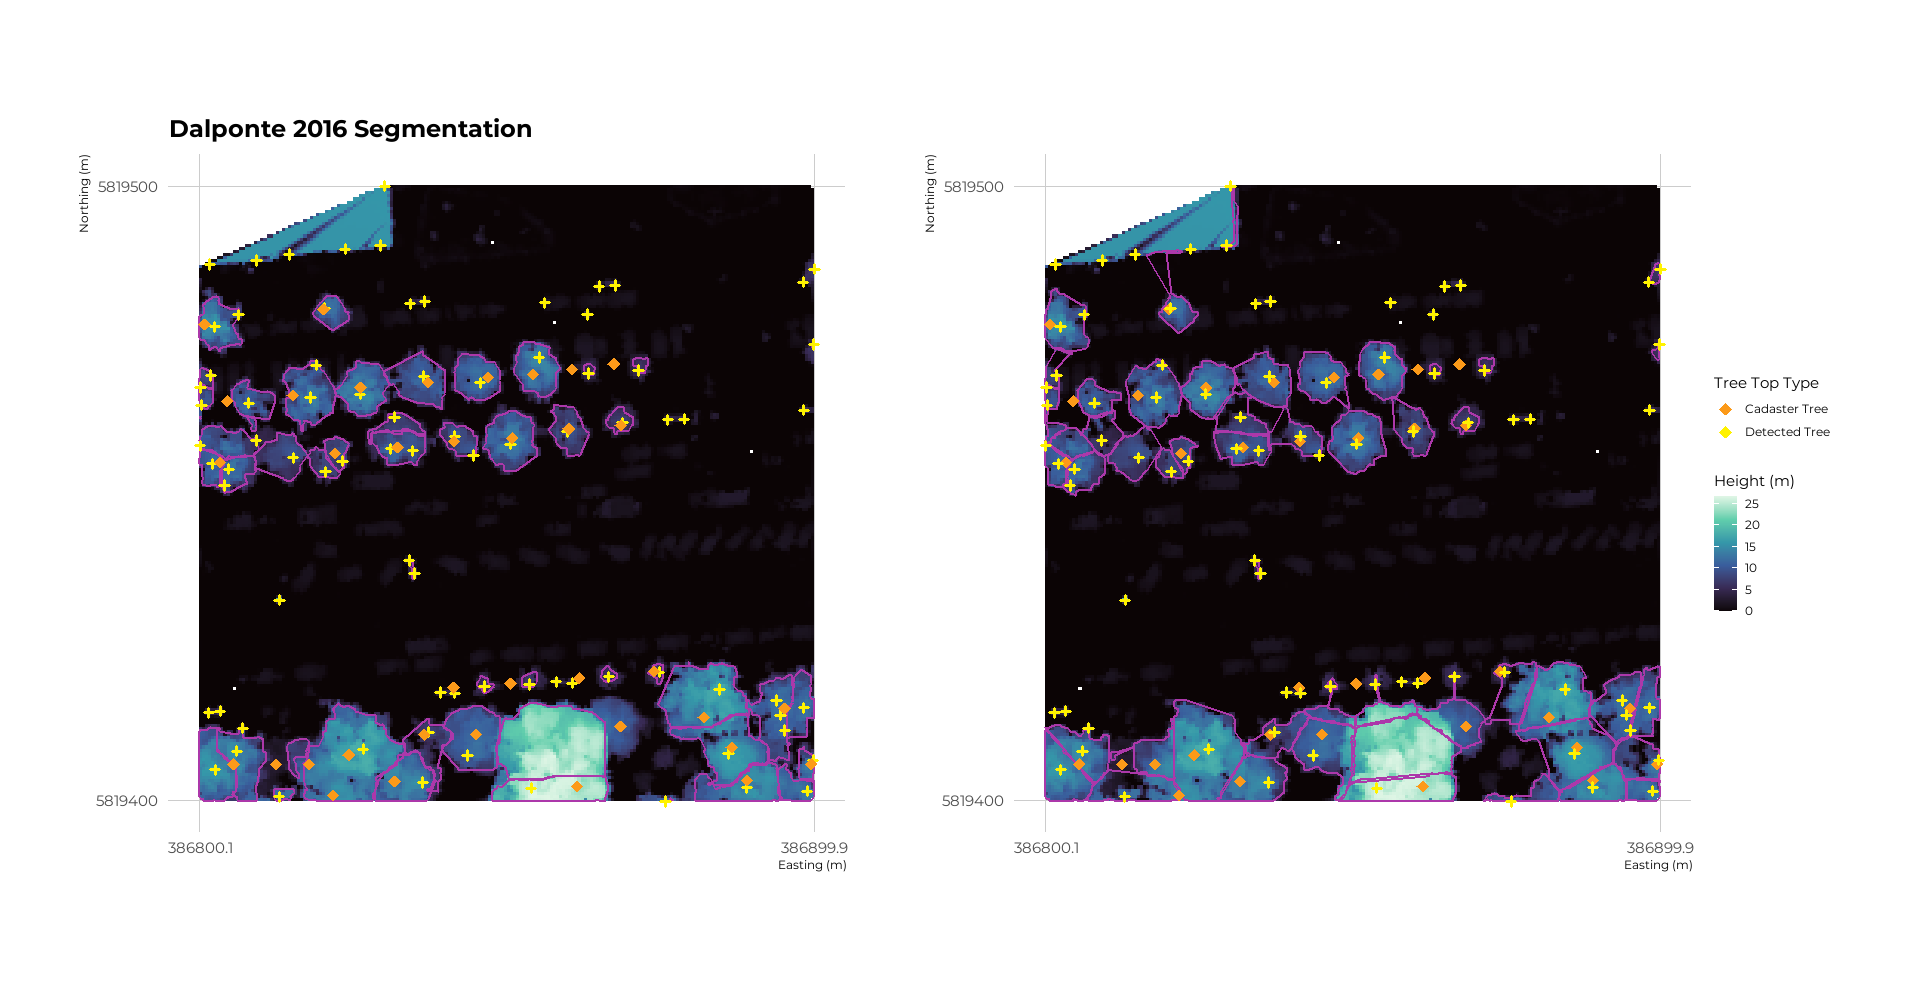 Dalponte 2016 Segmentation
Northing (m)
5819500
5819400
386800.1
386899.9
Easting (m)
Northing (m)
5819500
5819400
386800.1
386899.9
Easting (m)
Tree Top Type
Cadaster Tree
Detected Tree
Height (m)
25
20
15
10
5
0